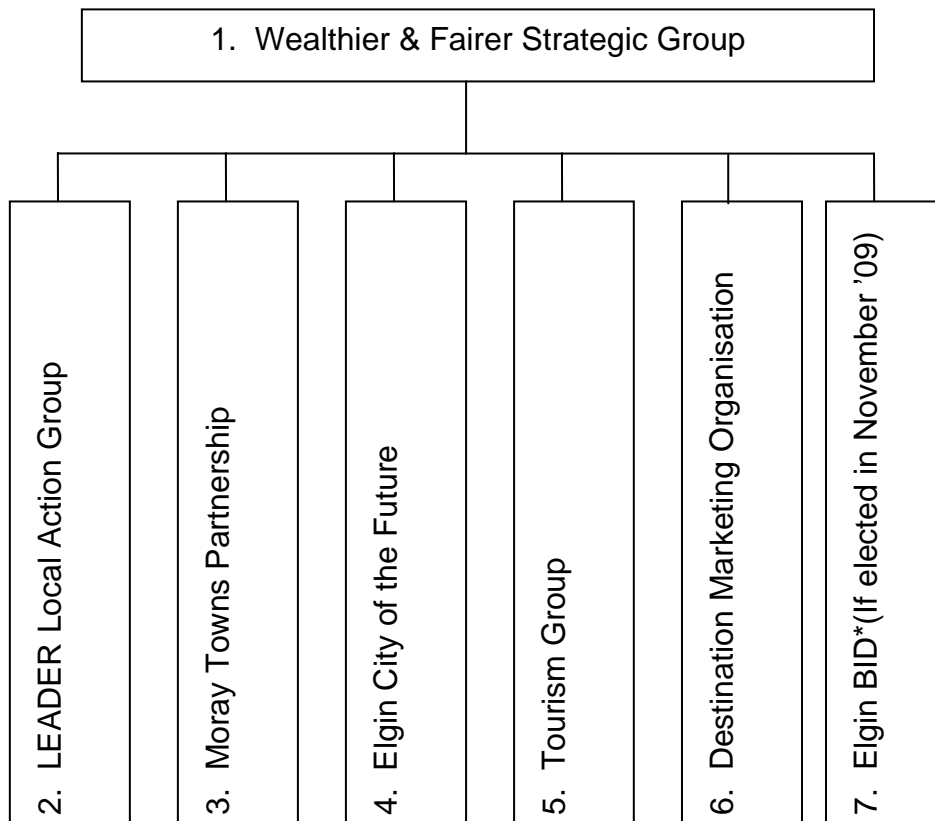 1. Wealthier & Fairer Strategic Group
2. LEADER Local Action Group
3. Moray Towns Partnership
4. Elgin City of the Future
5. Tourism Group
6. Destination Marketing Organisation
7. Elgin BID*(If elected in November ’09)